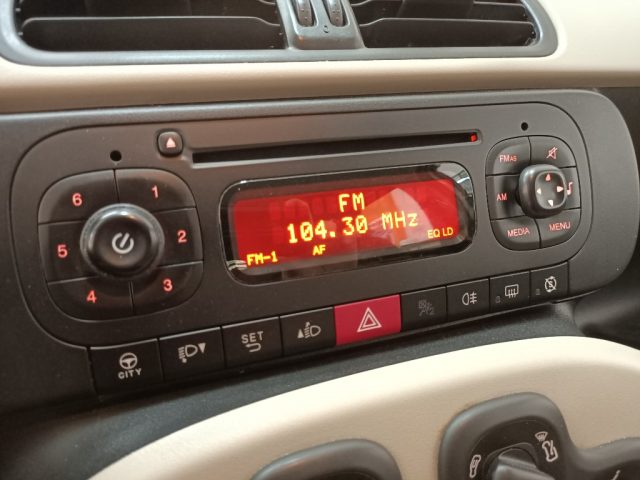 FM
104.30 MHz
FM-1 AF EQ LD
6 1
5 2
4 3
FMAS
AM
MEDIA MENU
CITY
SET